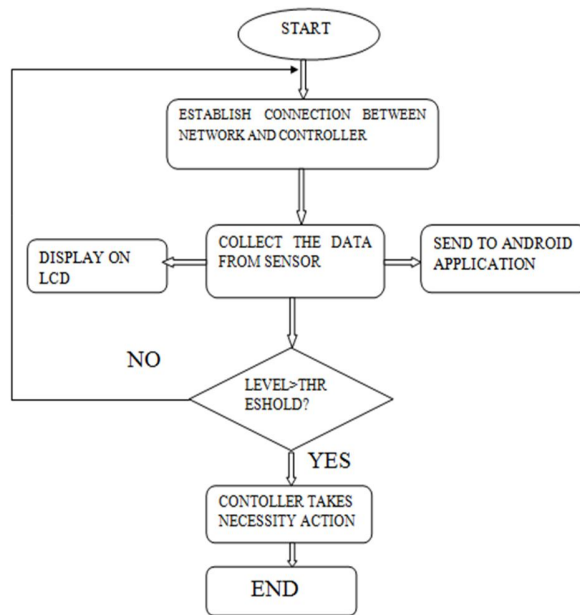 START
ESTABLISH CONNECTION BETWEEN
NETWORK AND CONTROLLER
COLLECT THE DATA
FROM SENSOR
DISPLAY ON
LCD
SEND TO ANDROID
APPLICATION
NO
LEVEL>THR
ESHOLD?
YES
CONTOLLER TAKES
NECESSITY ACTION
END